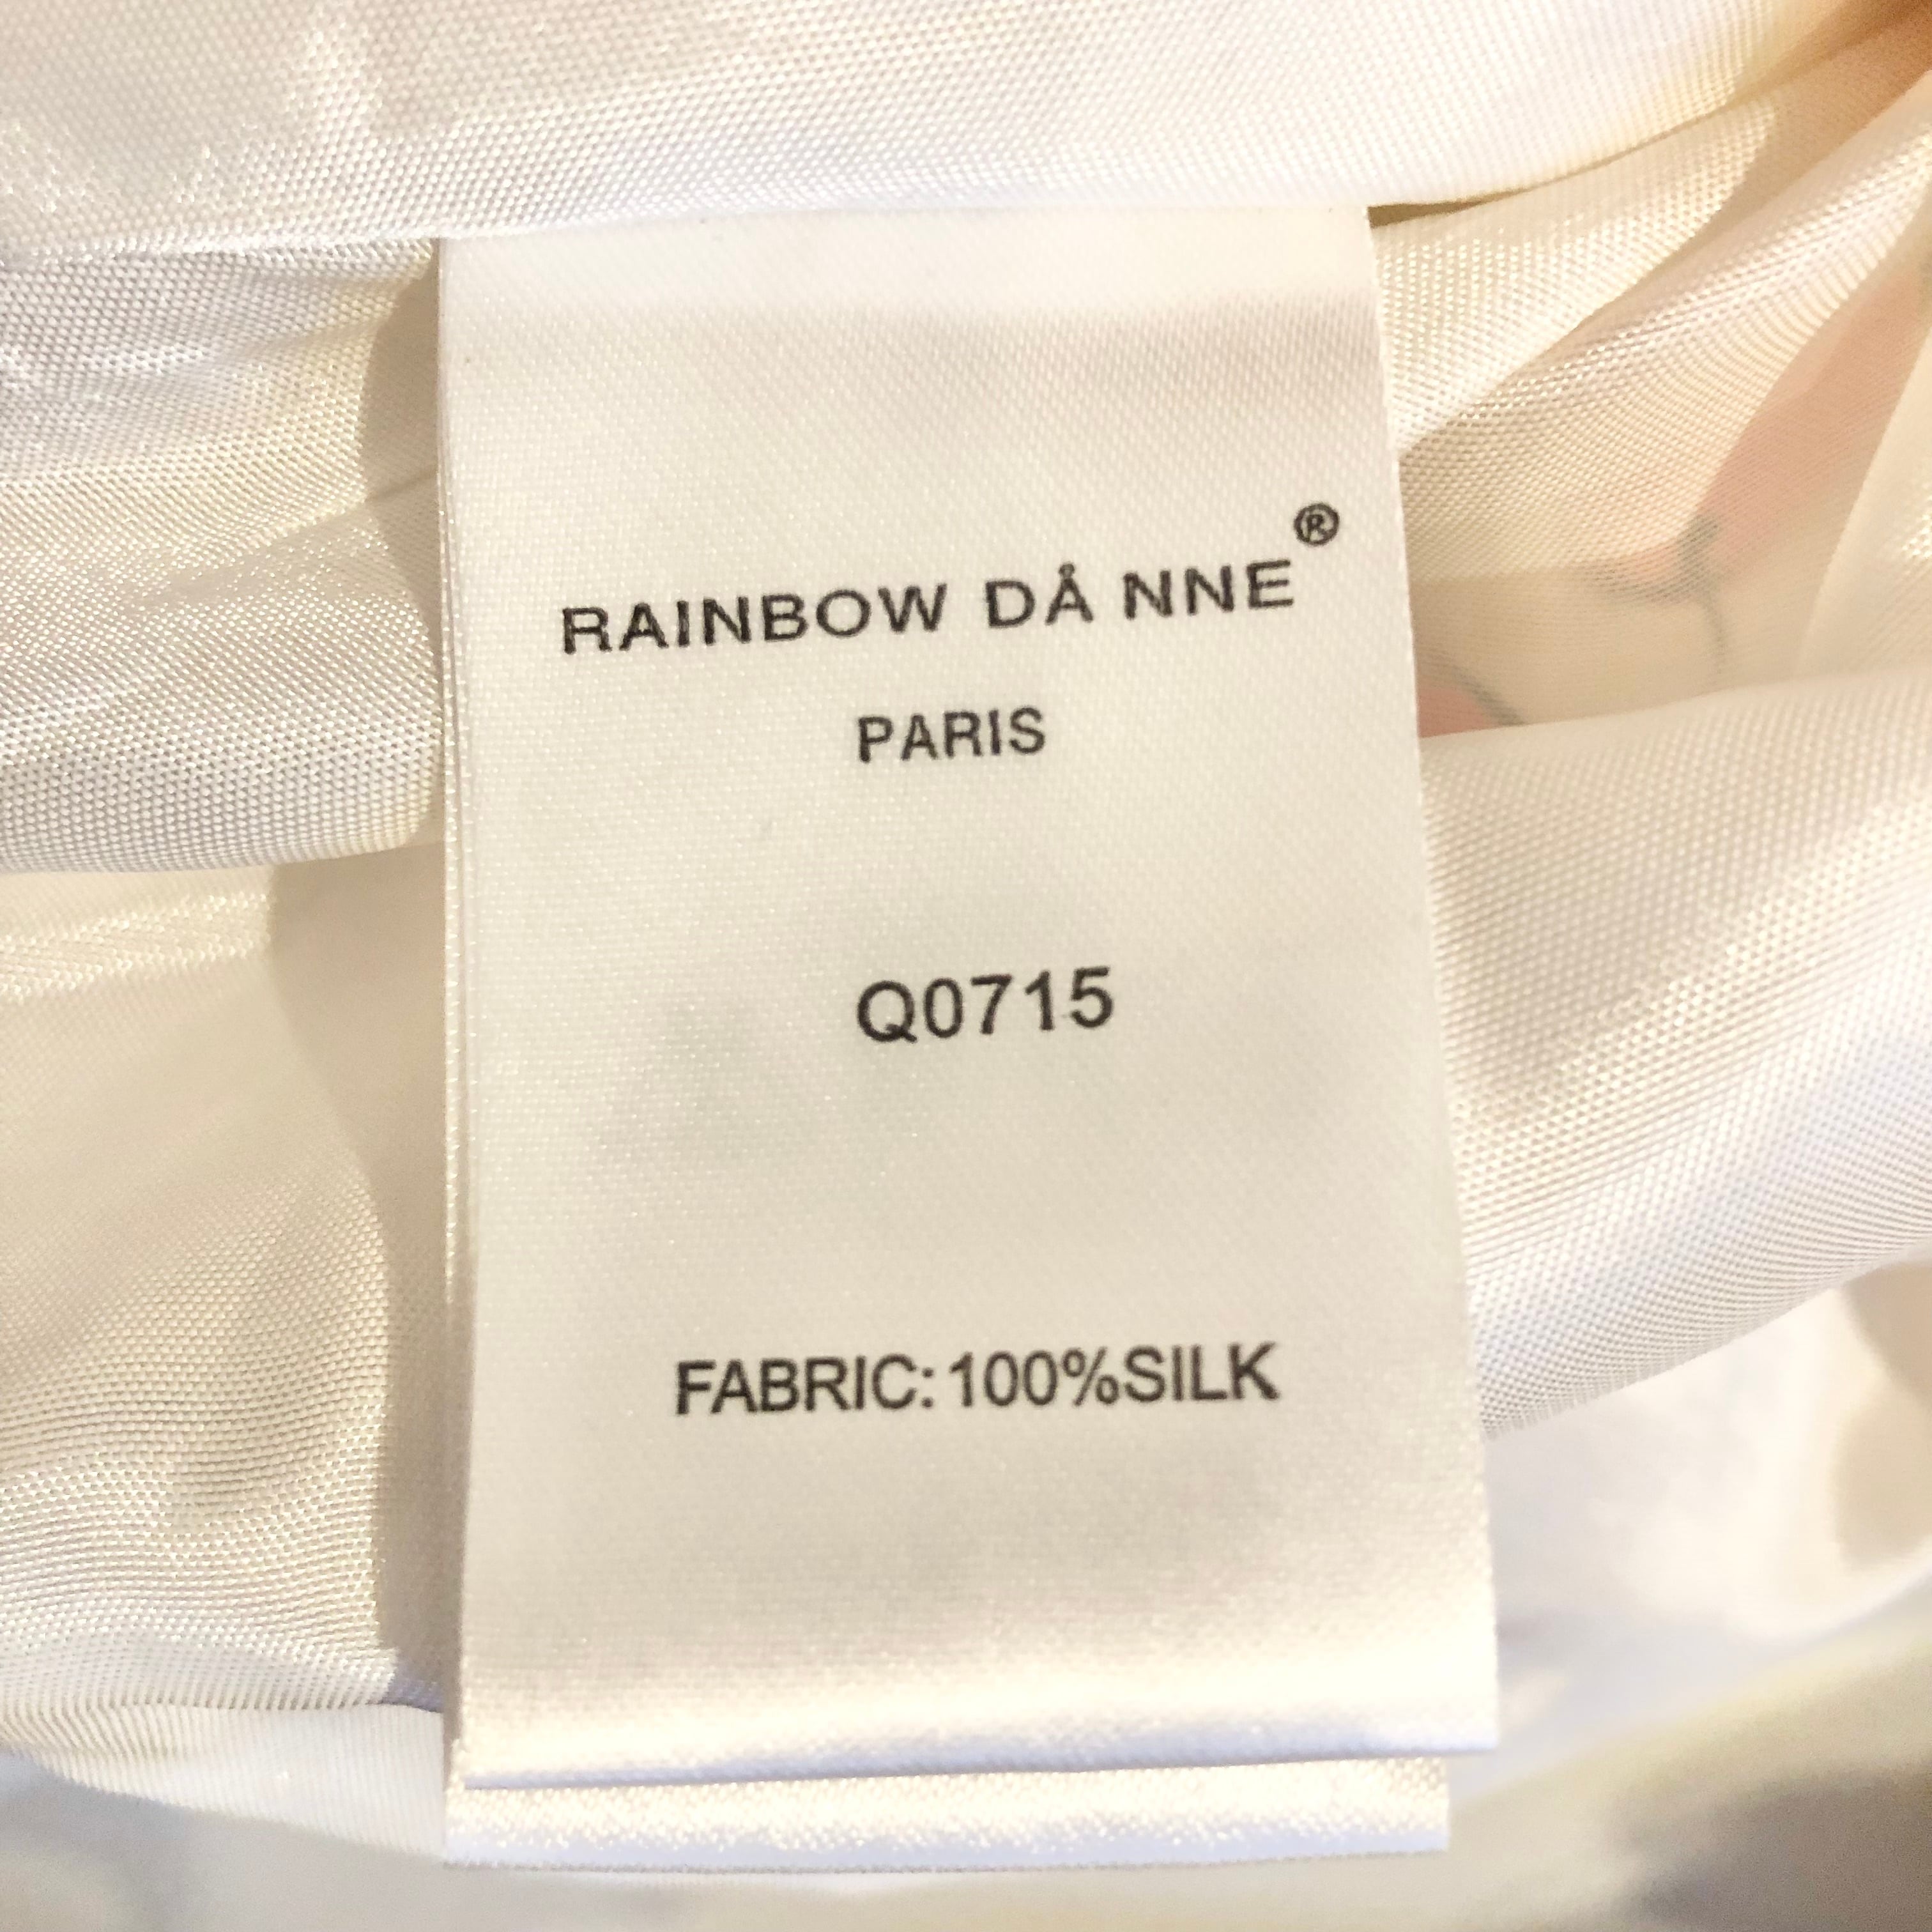 RAINBOW DÅ NNE®
PARIS
Q0715
FABRIC:100%SILK